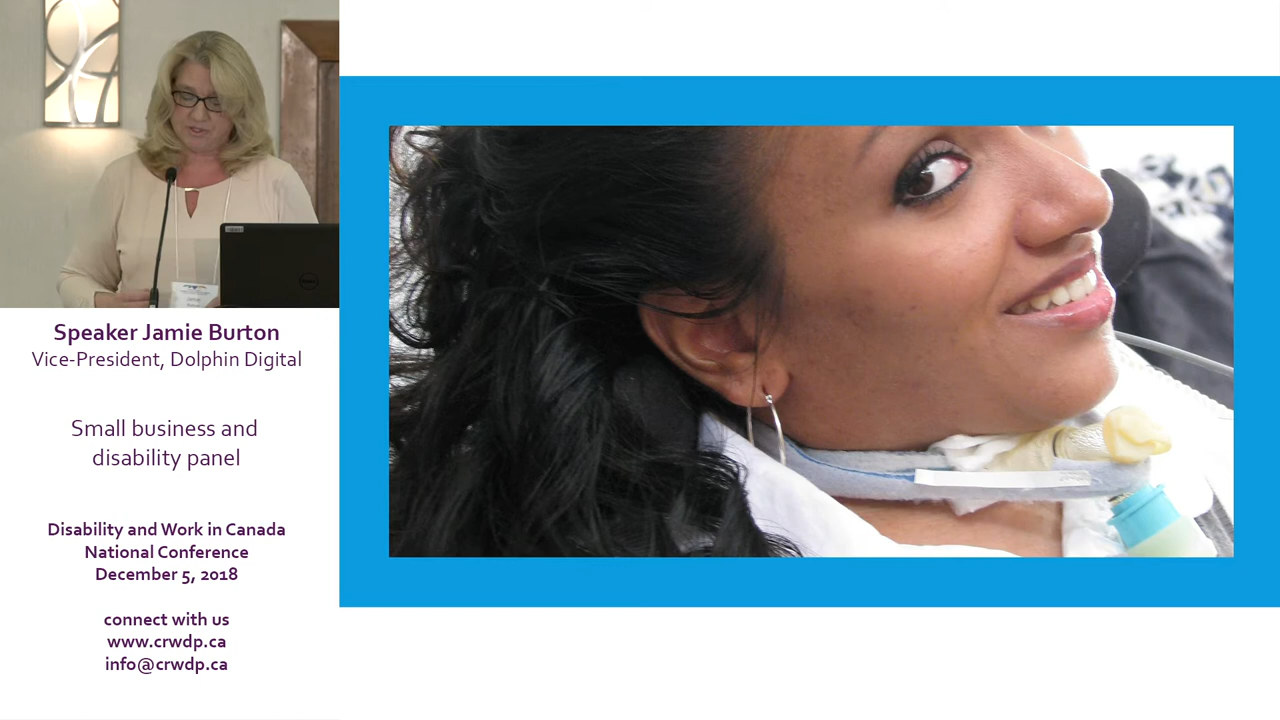 Speaker Jamie Burton
Vice-President, Dolphin Digital
Small business and
disability panel
Disability and Work in Canada
National Conference
December 5, 2018
connect with us
www.crwdp.ca
info@crwdp.ca